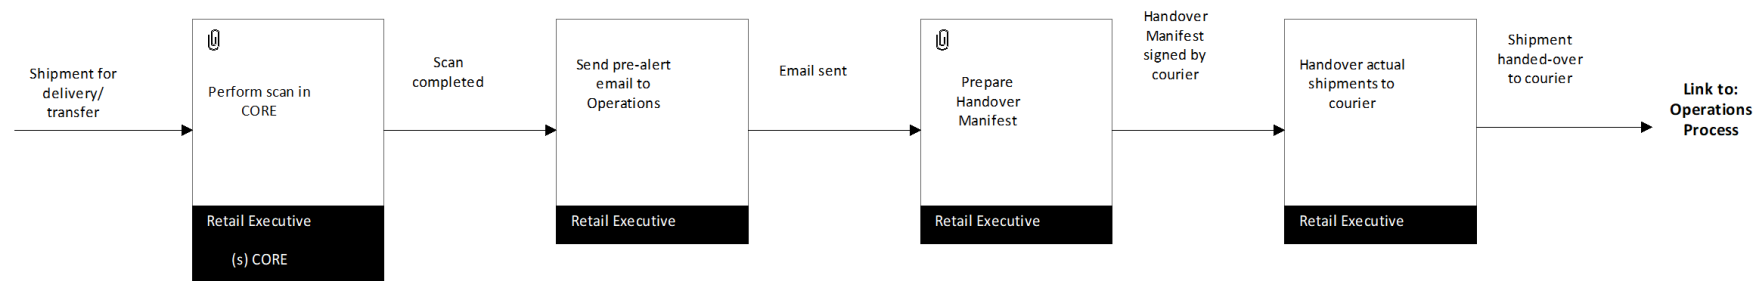 Shipment for
delivery/
transfer
Perform scan in
CORE
Retail Executive
(s) CORE
Scan
completed
Send pre-alert
email to
Operations
Retail Executive
Email sent
Prepare
Handover
Manifest
Retail Executive
Handover
Manifest
signed by
courier
Handover actual
shipments to
courier
Retail Executive
Shipment
handed-over
to courier
Link to:
Operations
Process